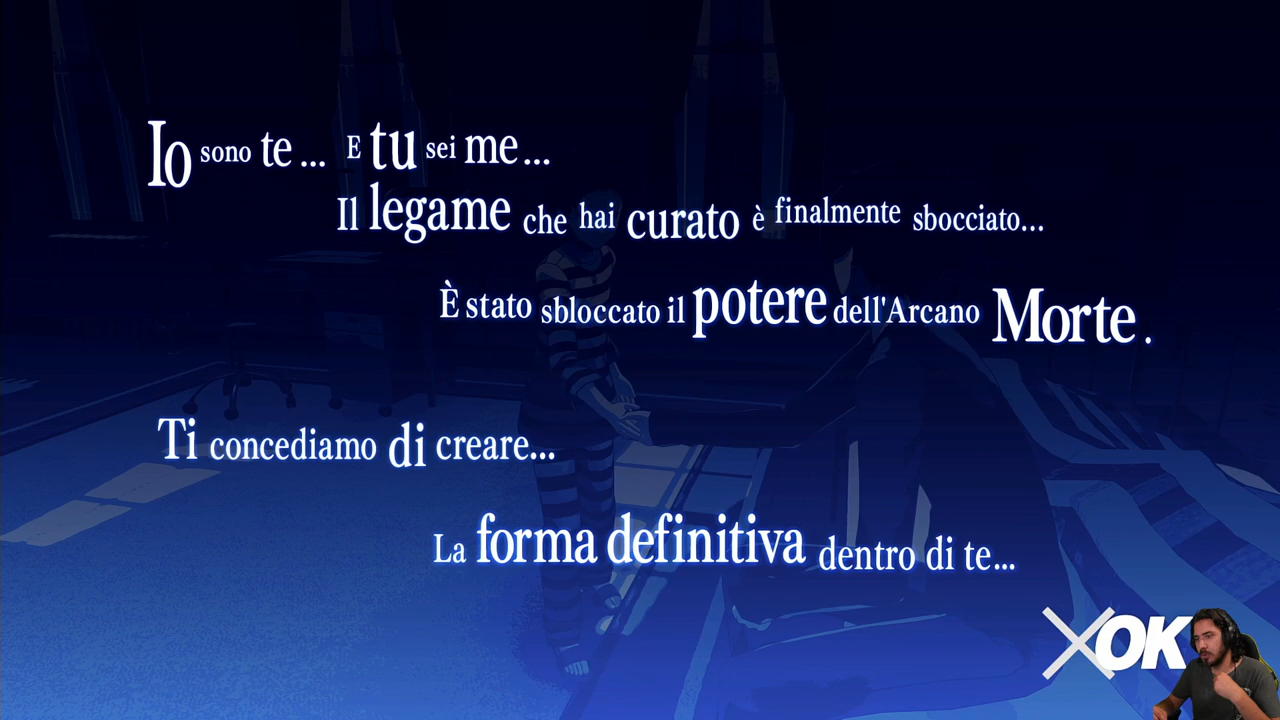 Io sono te... E tu sei me...
Il legame che hai curato è finalmente sbocciato...
È stato sbloccato il potere dell'Arcano Morte.
Ti concediamo di creare...
La forma definitiva dentro di te...
OK